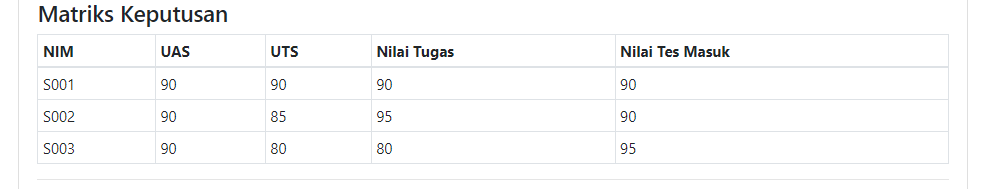 Matriks Keputusan
NIM UAS UTS Nilai Tugas Nilai Tes Masuk
S001 90 90 90 90
S002 90 85 95 90
S003 90 80 80 95